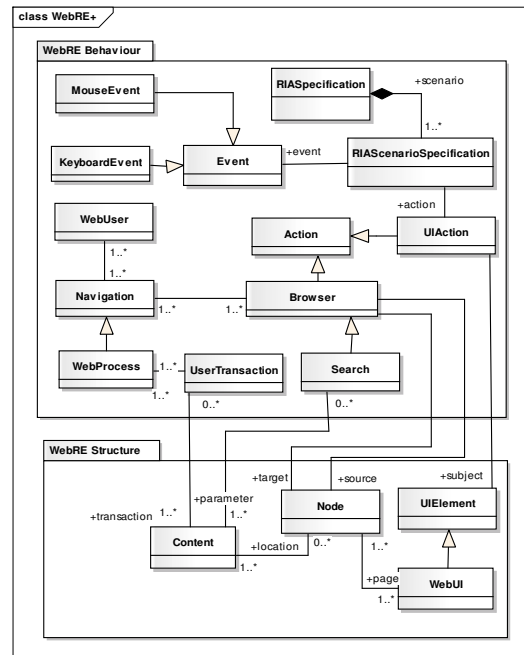 class WebRE+
WebRE Behaviour
MouseEvent
RIASpecification
+scenario
1..*
KeyboardEvent
Event
+event
RIAScenarioSpecification
+action
WebUser
Action
UIAction
1..*
1..*
Navigation
Browser
1..*
1..*
WebProcess
1..*
1..*
UserTransaction
Search
0..*
0..*
WebRE Structure
+target
+source
+subject
+parameter
Node
UIElement
+transaction
1..*
1..*
Content
+location
0..*
1..*
1..*
+page
WebUI
1..*